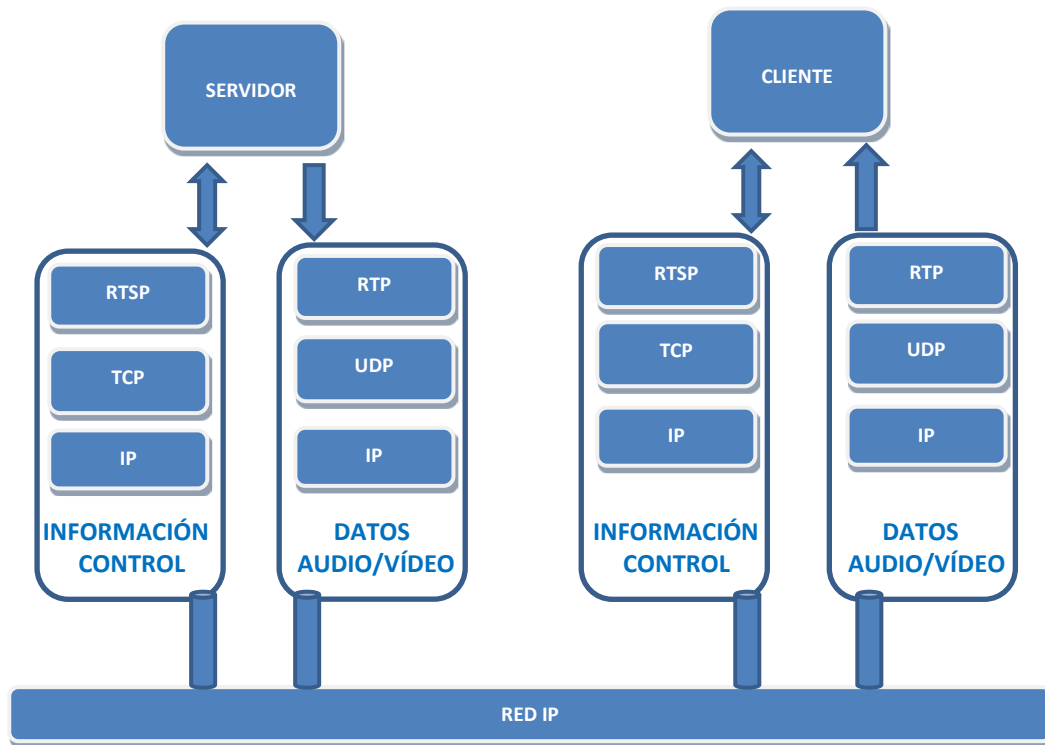 SERVIDOR
CLIENTE
RTSP
TCP
IP
INFORMACIÓN
CONTROL
RTP
UDP
IP
DATOS
AUDIO/VÍDEO
RTSP
TCP
IP
INFORMACIÓN
CONTROL
RTP
UDP
IP
DATOS
AUDIO/VÍDEO
RED IP